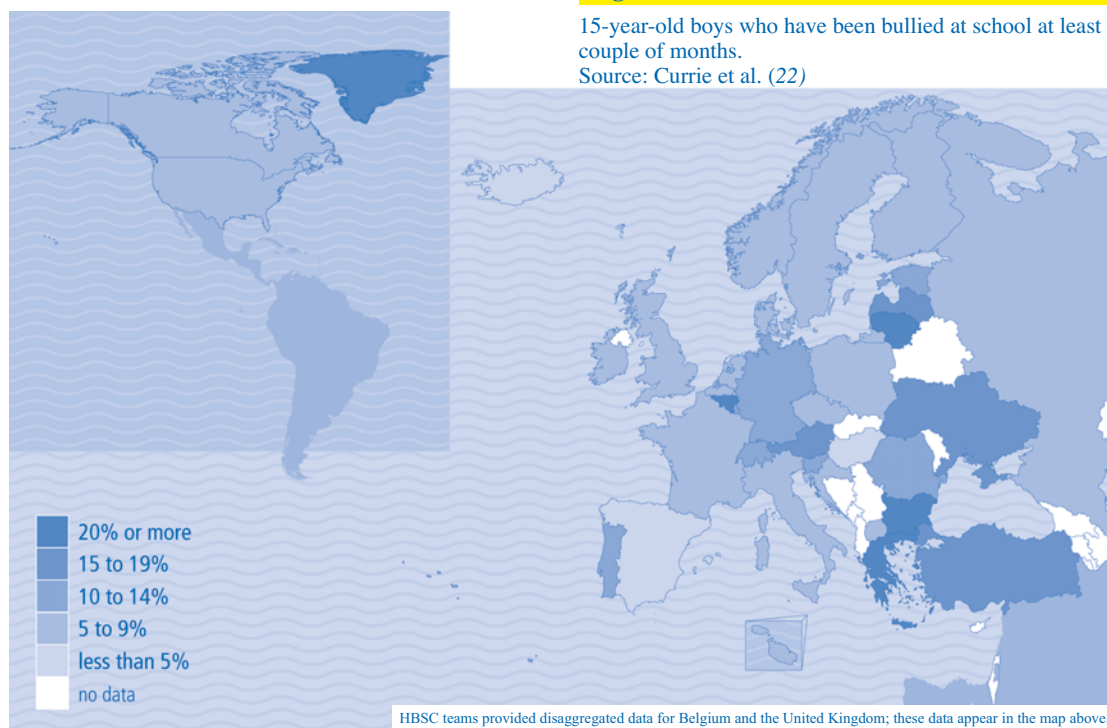 15-year-old boys who have been bullied at school at least
couple of months.
Source: Currie et al. (22)
20% or more
15 to 19%
10 to 14%
5 to 9%
less than 5%
no data
HBSC teams provided disaggregated data for Belgium and the United Kingdom; these data appear in the map above.